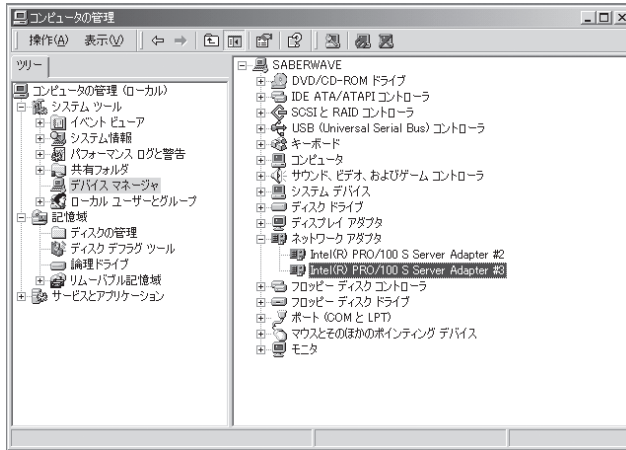 コンピュータの管理
操作(A) 表示(V)
ツリー
コンピュータの管理 (ローカル)
システム ツール
イベント ビューア
システム情報
パフォーマンス ログと警告
共有フォルダ
デバイス マネージャ
ローカル ユーザーとグループ
記憶域
ディスクの管理
ディスク デフラグ ツール
論理ドライブ
リムーバブル記憶域
サービスとアプリケーション
SABERWAVE
DVD/CD-ROM ドライブ
IDE ATA/ATAPI コントローラ
SCSI と RAID コントローラ
USB (Universal Serial Bus) コントローラ
キーボード
コンピュータ
サウンド、ビデオ、およびゲーム コントローラ
システム デバイス
ディスク ドライブ
ディスプレイ アダプタ
ネットワーク アダプタ
Intel(R) PRO/100 S Server Adapter #2
Intel(R) PRO/100 S Server Adapter #3
フロッピー ディスク コントローラ
フロッピー ディスク ドライブ
ポート (COM と LPT)
マウスとそのほかのポインティング デバイス
モニタ